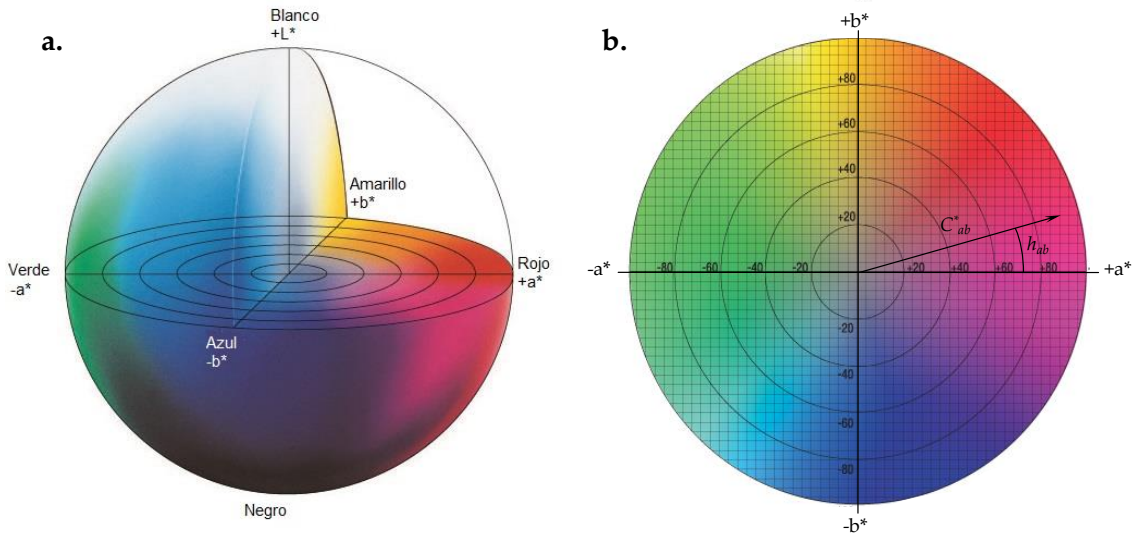 a.
Blanco
+L*
Amarillo
+b*
Verde
-a*
Rojo
+a*
Azul
-b*
Negro
b.
+b*
+80
+60
+40
+20
C*ab
hab
-a*
-80
-60
-40
-20
+20
+40
+60
+80
+a*
-20
-40
-60
-80
-b*